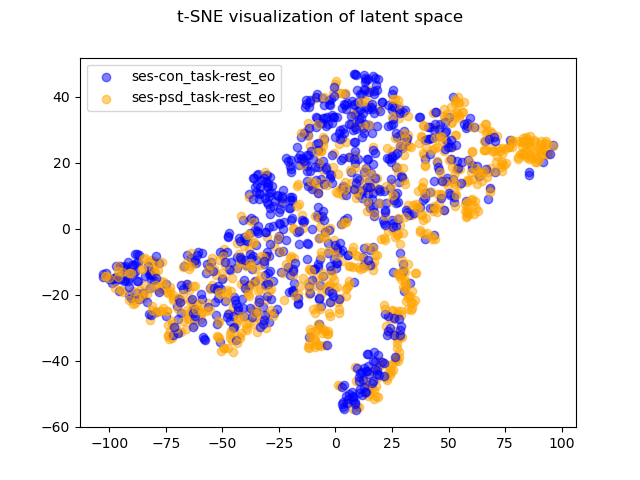 t-SNE visualization of latent space
ses-con_task-rest_eo
ses-psd_task-rest_eo
40
20
0
−20
−40
−60
−100 −75 −50 −25 0 25 50 75 100